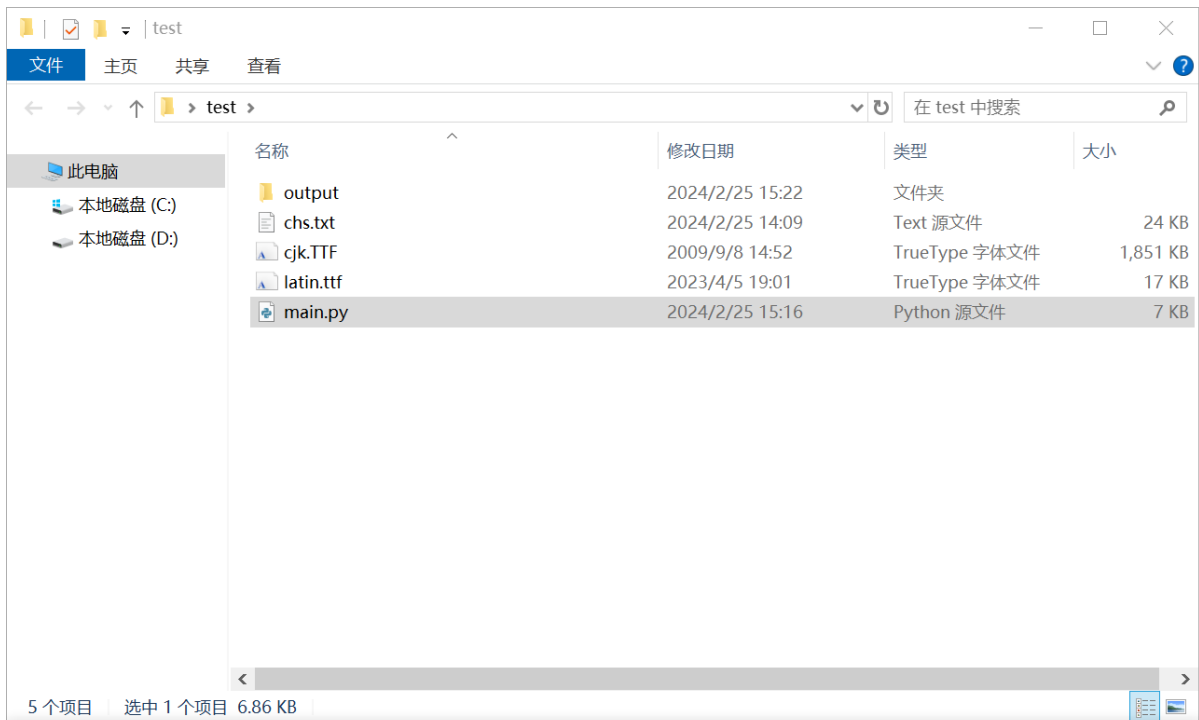 test
文件 主页 共享 查看
test 在 test 中搜索
名称 修改日期 类型 大小
此电脑
本地磁盘 (C:)
本地磁盘 (D:)
output 2024/2/25 15:22 文件夹
chs.txt 2024/2/25 14:09 Text 源文件 24 KB
cjk.TTF 2009/9/8 14:52 TrueType 字体文件 1,851 KB
latin.ttf 2023/4/5 19:01 TrueType 字体文件 17 KB
main.py 2024/2/25 15:16 Python 源文件 7 KB
5 个项目 选中 1 个项目 6.86 KB